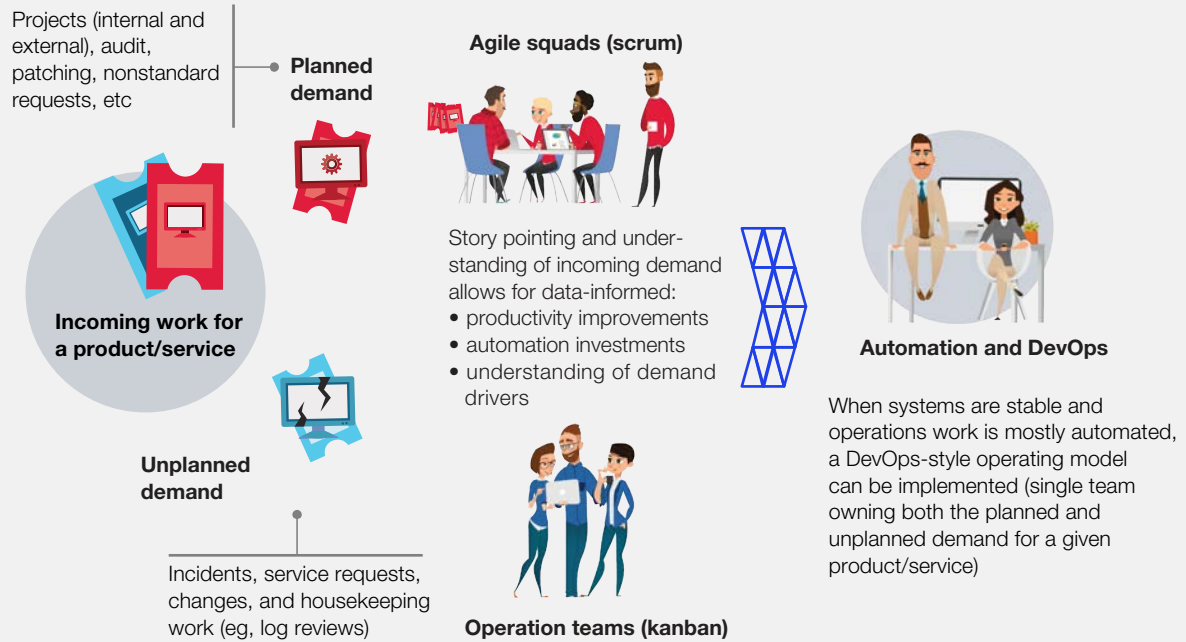 Projects (internal and
external), audit,
patching, nonstandard
requests, etc
Planned
demand
Incoming work for
a product/service
Unplanned
demand
Incidents, service requests,
changes, and housekeeping
work (eg, log reviews)
Agile squads (scrum)
Story pointing and under-
standing of incoming demand
allows for data-informed:
• productivity improvements
• automation investments
• understanding of demand
drivers
Operation teams (kanban)
Automation and DevOps
When systems are stable and
operations work is mostly automated,
a DevOps-style operating model
can be implemented (single team
owning both the planned and
unplanned demand for a given
product/service)